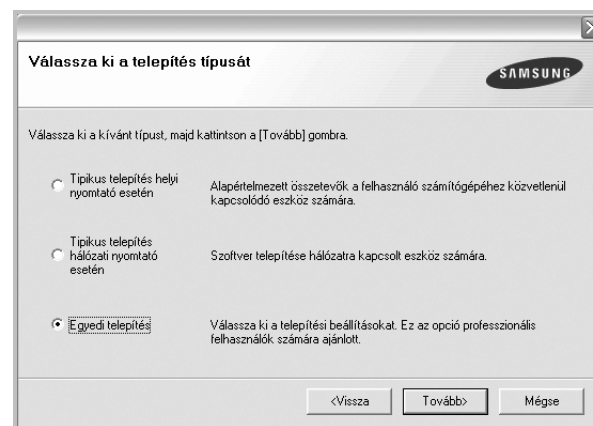 Válassza ki a telepítés típusát
SAMSUNG
Válassza ki a kívánt típust, majd kattintson a [Tovább] gombra.
Tipikus telepítés helyi
nyomtató esetén
Alapértelmezett összetevők a felhasználó számítógépéhez közvetlenül
kapcsolódó eszköz számára.
Tipikus telepítés
hálózati nyomtató
esetén
Szoftver telepítése hálózatra kapcsolt eszköz számára.
Egyedi telepítés
Válassza ki a telepítési beállításokat. Ez az opció professzionális
felhasználók számára ajánlott.
<Vissza
Tovább>
Mégse